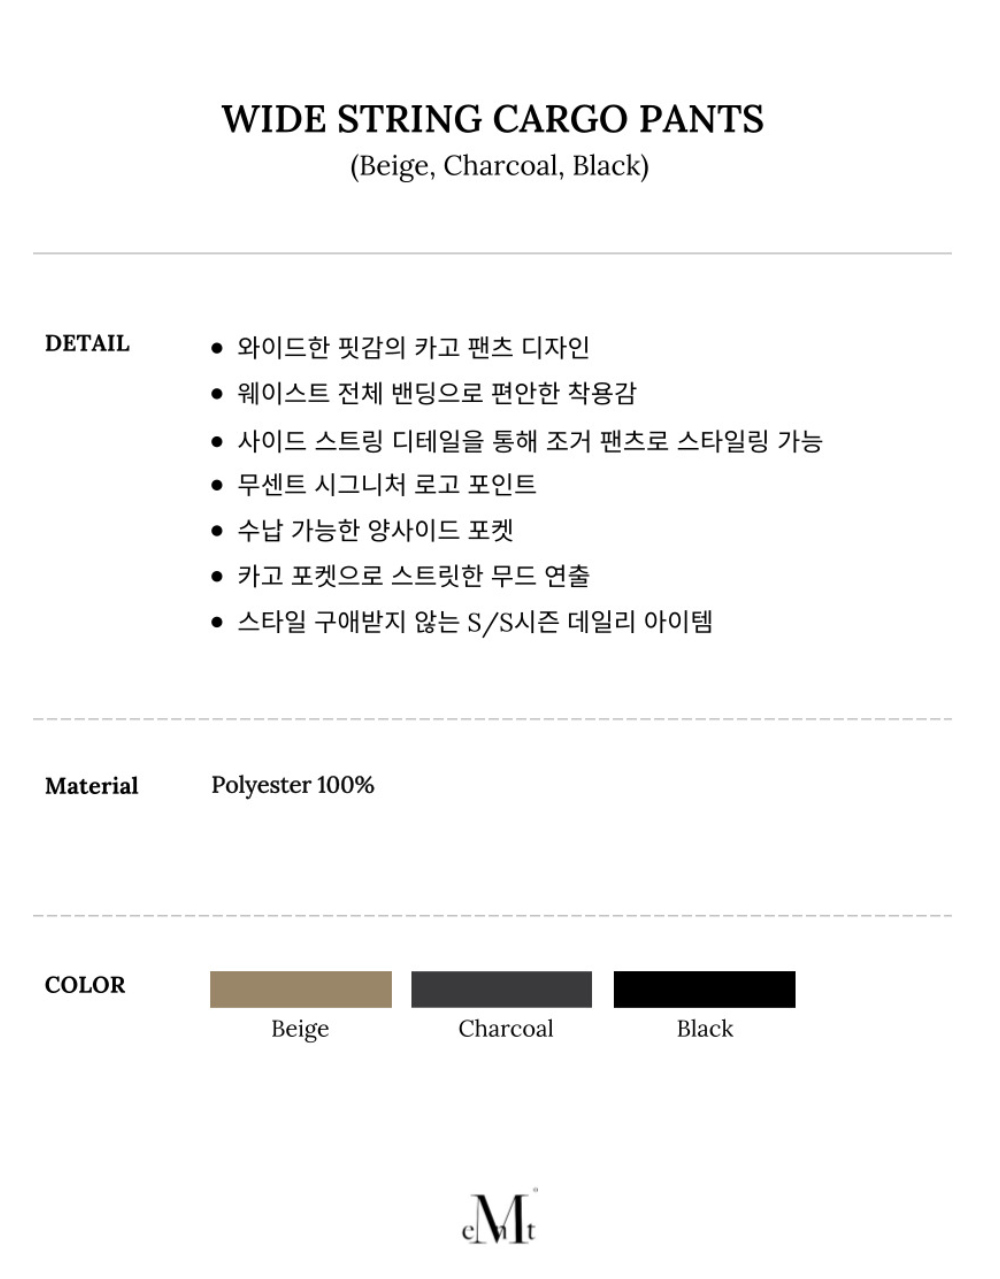 WIDE STRING CARGO PANTS
(Beige, Charcoal, Black)
DETAIL
● 와이드한 핏감의 카고 팬츠 디자인
● 웨이스트 전체 밴딩으로 편안한 착용감
● 사이드 스트링 디테일을 통해 조거 팬츠로 스타일링 가능
● 무센트 시그니처 로고 포인트
● 수납 가능한 양사이드 포켓
● 카고 포켓으로 스트릿한 무드 연출
● 스타일 구애받지 않는 S/S시즌 데일리 아이템
Material Polyester 100%
COLOR
Beige Charcoal Black